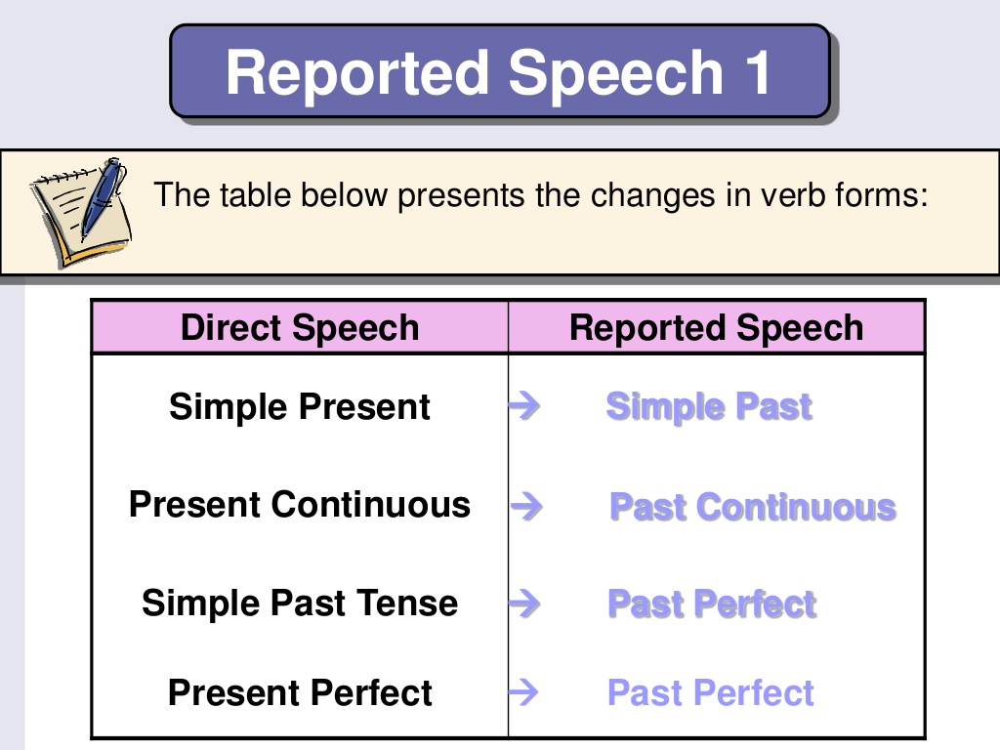 Reported Speech 1
The table below presents the changes in verb forms:
Direct Speech Reported Speech
Simple Present → Simple Past
Present Continuous → Past Continuous
Simple Past Tense → Past Perfect
Present Perfect → Past Perfect